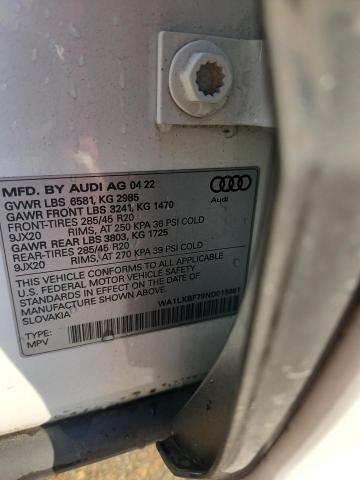 MFD. BY AUDI AG 04 22
GVWR LBS 6581, KG 2985
GAWR FRONT LBS 3241, KG 1470
FRONT-TIRES 285/45 R20
9JX20 RIMS, AT 250 KPA 36 PSI COLD
GAWR REAR LBS 3803, KG 1725
REAR-TIRES 285/45 R20
9JX20 RIMS, AT 270 KPA 39 PSI COLD
Audi
THIS VEHICLE CONFORMS TO ALL APPLICABLE
U.S. FEDERAL MOTOR VEHICLE SAFETY
STANDARDS IN EFFECT ON THE DATE OF
SLOVAKIA
TYPE:
MPV